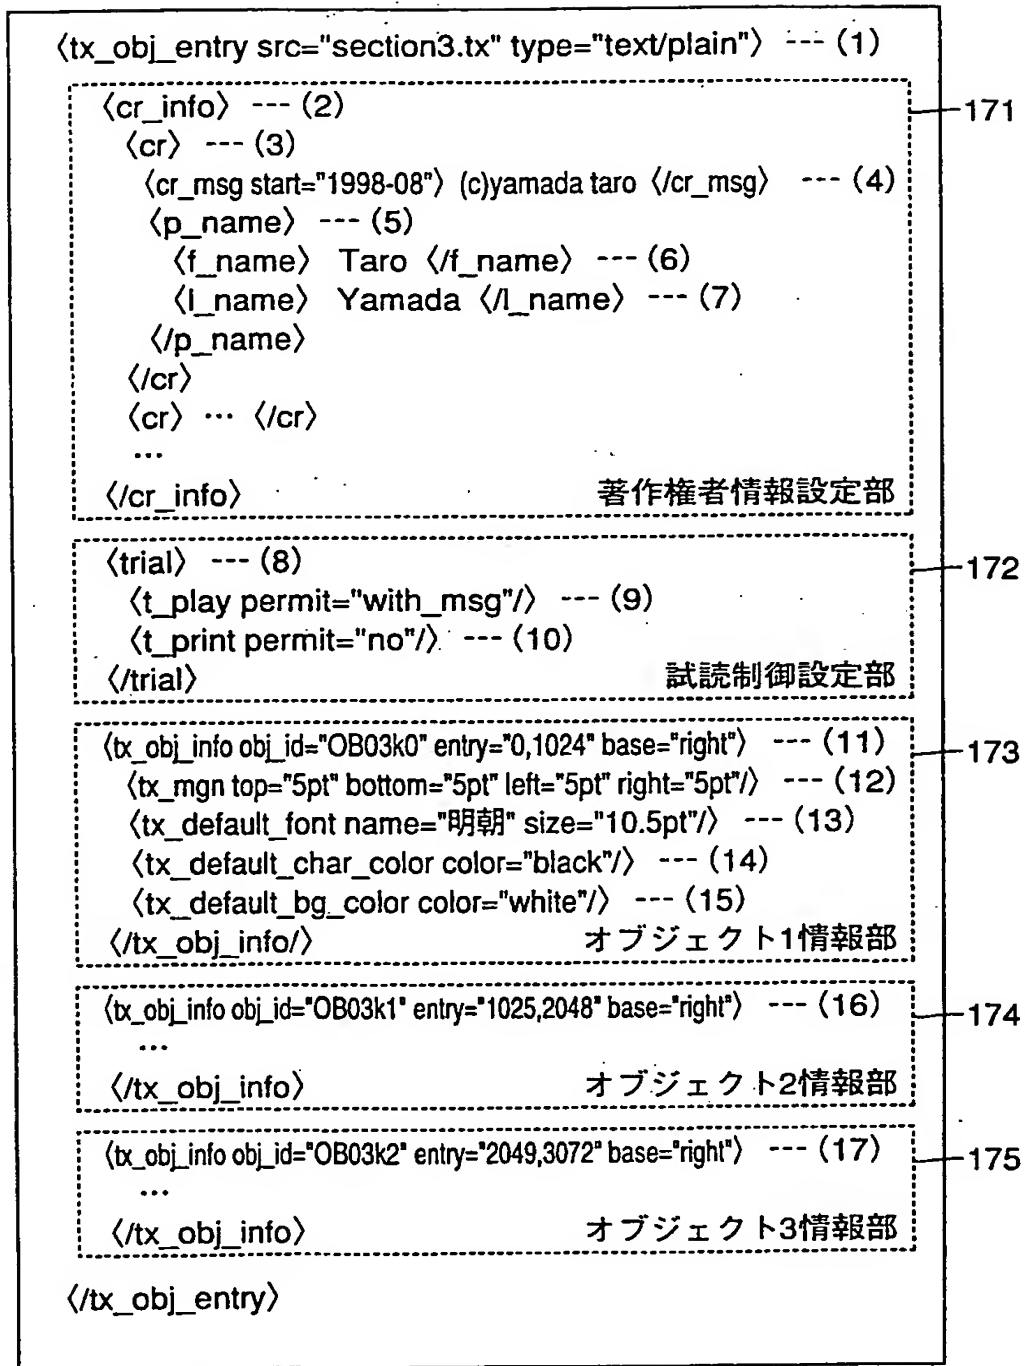 〈tx_obj_entry src="section3.tx" type="text/plain"〉 --- (1)
〈cr_info〉 --- (2)
171
〈cr〉 --- (3)
〈cr_msg start="1998-08"〉 (c)yamada taro 〈/cr_msg〉 --- (4)
〈p_name〉 --- (5)
〈f_name〉 Taro 〈/f_name〉 --- (6)
〈l_name〉 Yamada 〈/l_name〉 --- (7)
〈/p_name〉
〈/cr〉
〈cr〉 … 〈/cr〉
…
〈/cr_info〉 著作権者情報設定部
〈trial〉 --- (8)
172
〈t_play permit="with_msg"/〉 --- (9)
〈t_print permit="no"/〉 --- (10)
〈/trial〉 試読制御設定部
〈tx_obj_info obj_id="OB03k0" entry="0,1024" base="right"〉 --- (11)
173
〈tx_mgn top="5pt" bottom="5pt" left="5pt" right="5pt"/〉 --- (12)
〈tx_default_font name="明朝" size="10.5pt"/〉 --- (13)
〈tx_default_char_color color="black"/〉 --- (14)
〈tx_default_bg_color color="white"/〉 --- (15)
〈/tx_obj_info/〉 オブジェクト1情報部
〈tx_obj_info obj_id="OB03k1" entry="1025,2048" base="right"〉 --- (16)
174
…
〈/tx_obj_info〉 オブジェクト2情報部
〈tx_obj_info obj_id="OB03k2" entry="2049,3072" base="right"〉 --- (17)
175
…
〈/tx_obj_info〉 オブジェクト3情報部
〈/tx_obj_entry〉